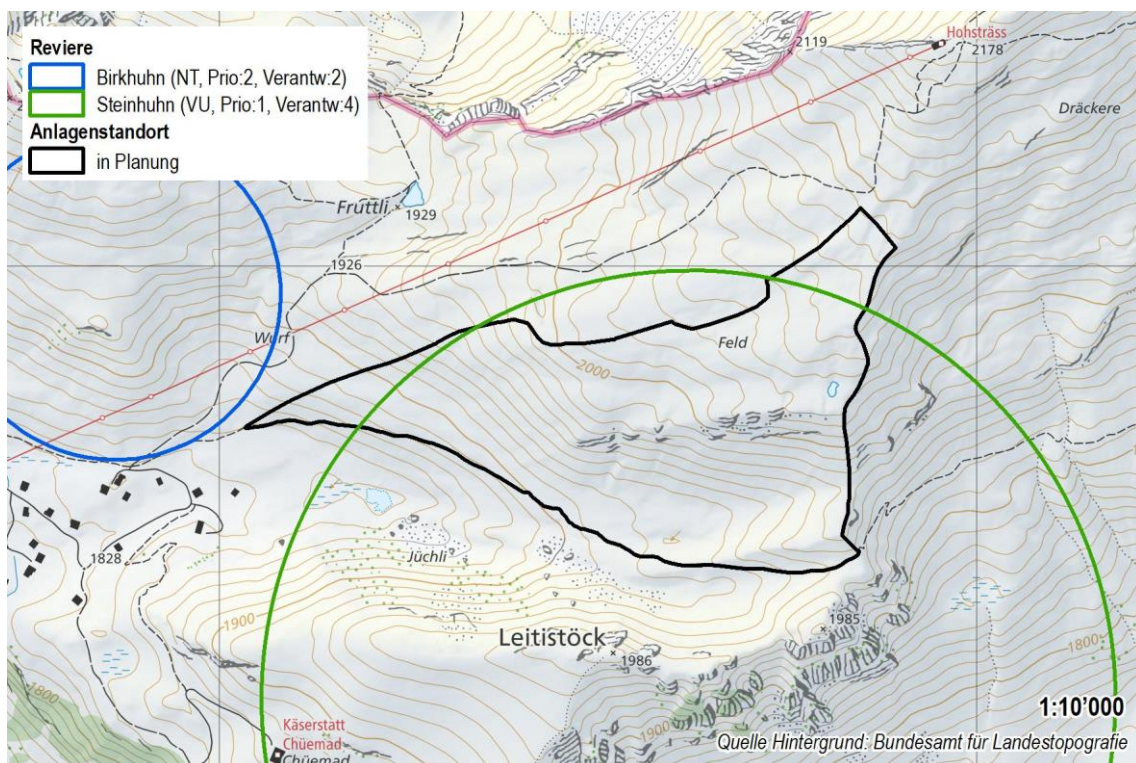 Reviere
Birkhuhn (NT, Prio:2, Verantw:2)
Steinhuhn (VU, Prio:1, Verantw:4)
Anlagenstandort
in Planung
2119
Hohsträss
2178
Dräckere
Fruttli
1929
1926
Wurf
Feld
2000
1828
Jüchli
1900
Leitistöck
1985
1986
1800
1800
1900
Käserstatt
Chüemad
Chüemad
1:10'000
Quelle Hintergrund: Bundesamt für Landestopografie